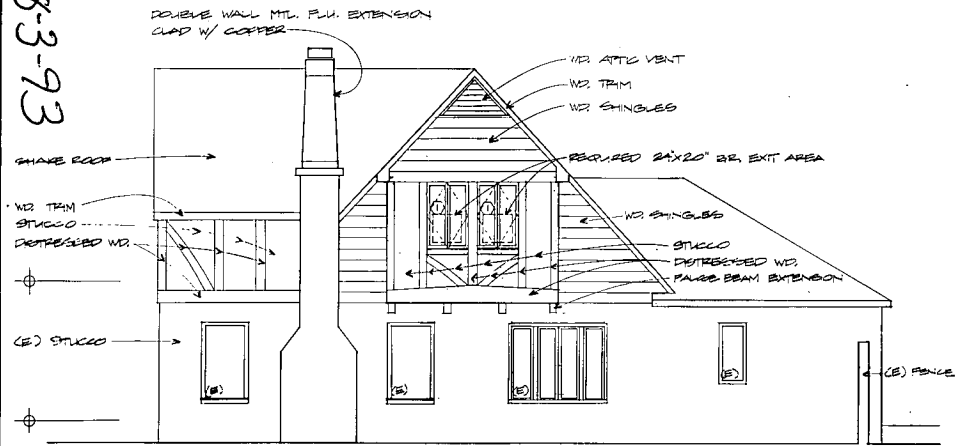 8-3-93
DOUBLE WALL MTL. FLU. EXTENSION
CLAD W/ COPPER
WD. ATTIC VENT
WD. TRIM
WD. SHINGLES
SHAKE ROOF
REQUIRED 24"X20" BR. EXIT AREA
WD. TRIM
STUCCO
DISTRESSED WD.
1
1
WD. SHINGLES
STUCCO
DISTRESSED WD.
FALSE BEAM EXTENSION
(E) STUCCO
(E)
(E)
(E)
(E)
(E) FENCE